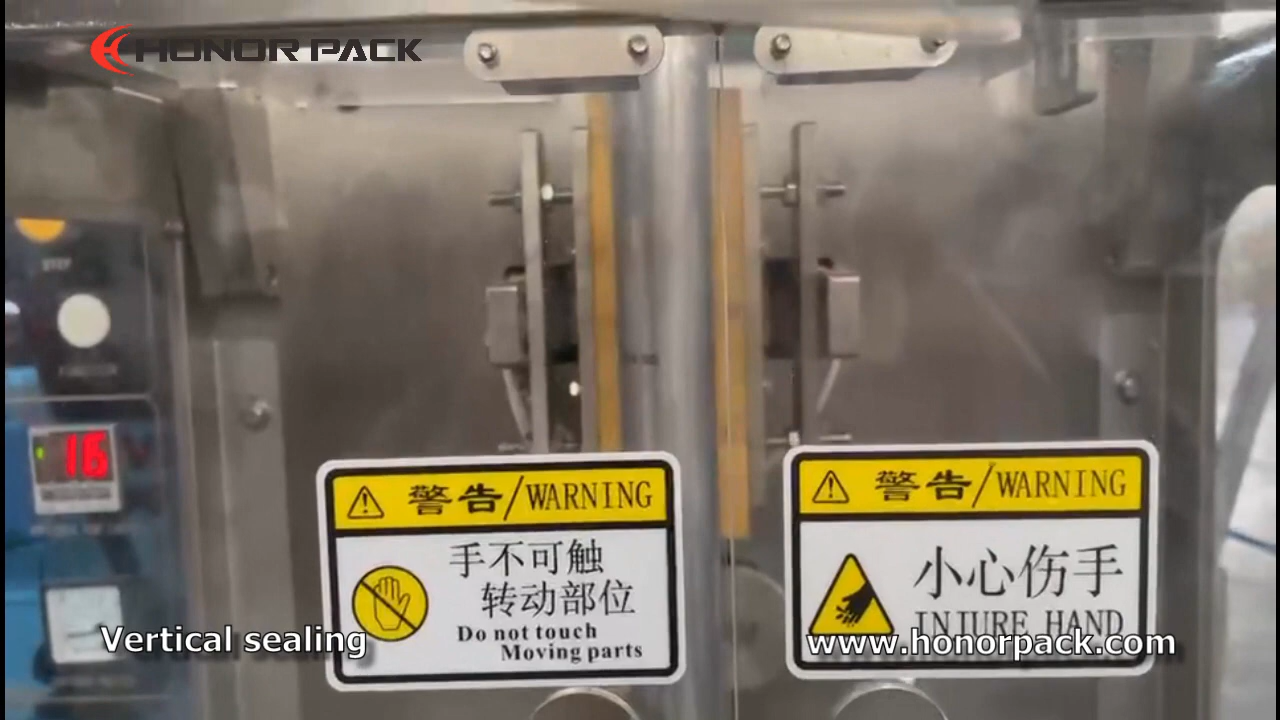 HONOR PACK
STEP
16
警告/WARNING
手不可触
转动部位
Do not touch
Moving parts
警告/WARNING
小心伤手
INJURE HAND
Vertical sealing
www.honorpack.com